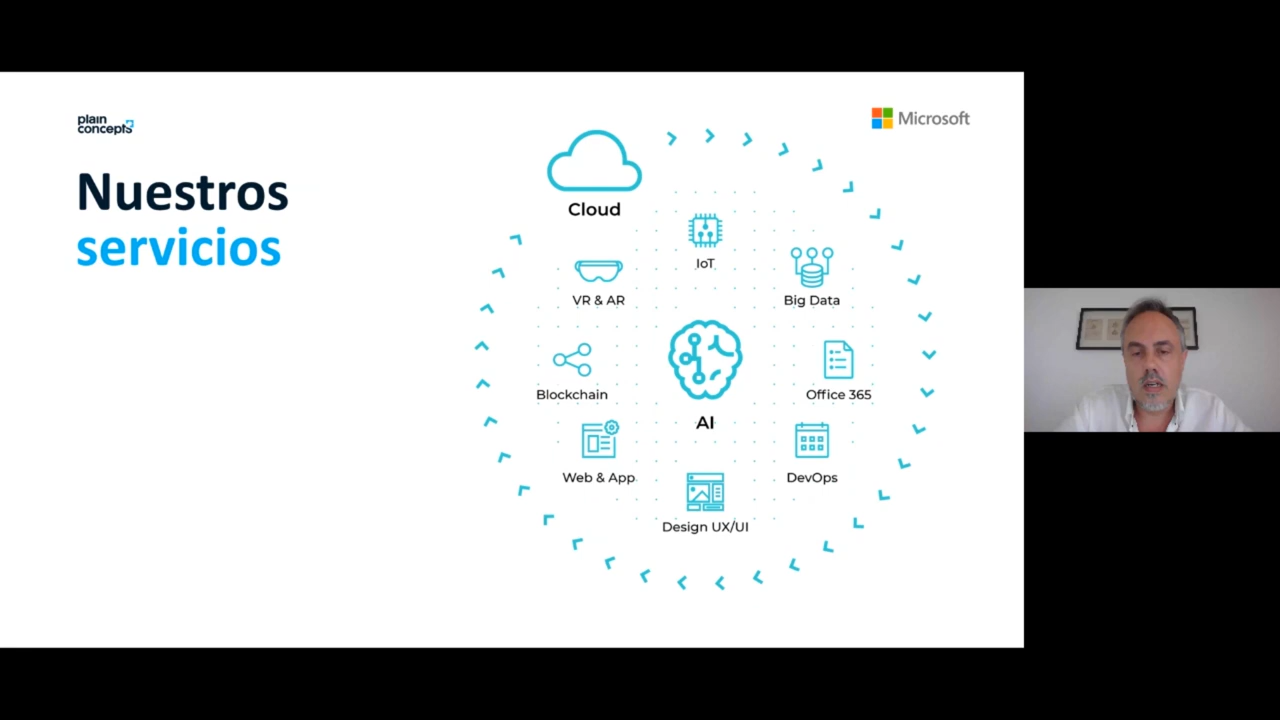 plain
concepts
Microsoft
Nuestros
servicios
Cloud
IoT
VR & AR
Big Data
Blockchain
AI
Office 365
Web & App
DevOps
Design UX/UI